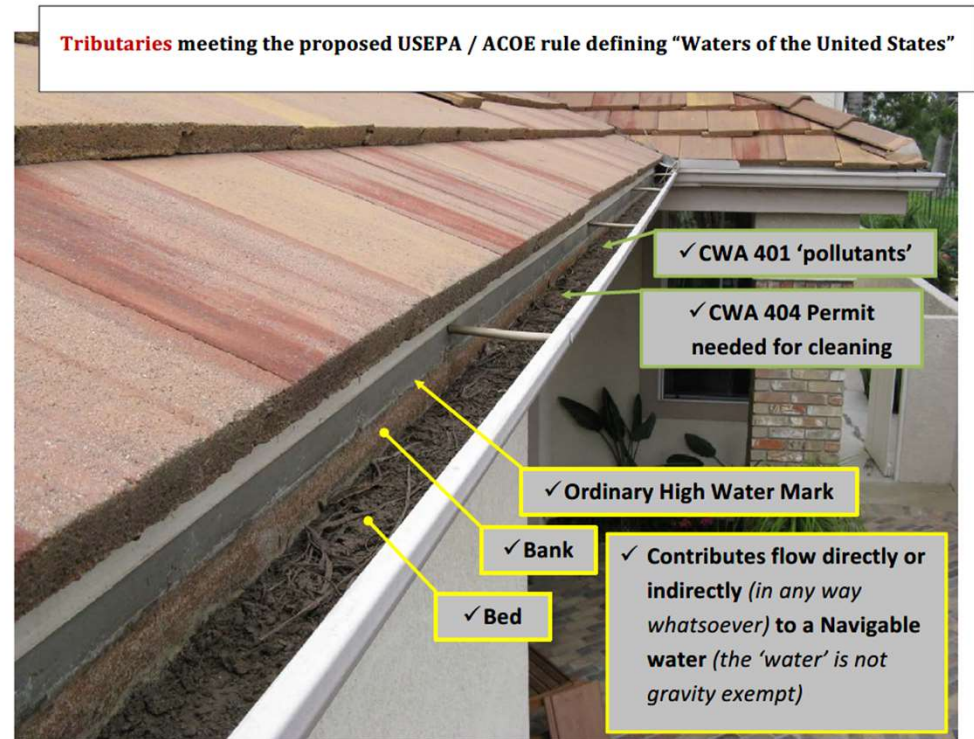 Tributaries meeting the proposed USEPA / ACOE rule defining “Waters of the United States”
✓ CWA 401 ‘pollutants’
✓ CWA 404 Permit
needed for cleaning
✓ Ordinary High Water Mark
✓ Bank
✓ Bed
✓ Contributes flow directly or
indirectly (in any way
whatsoever) to a Navigable
water (the ‘water’ is not
gravity exempt)